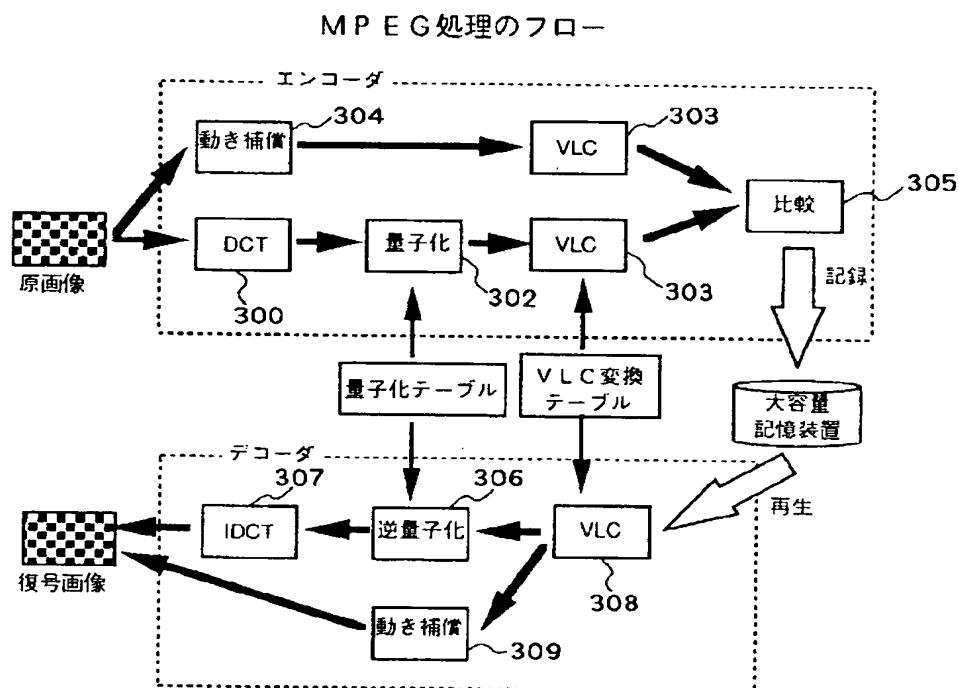 MPEG処理のフロー
エンコーダ
304
動き補償
303
VLC
305
比較
原画像
DCT
300
量子化
302
VLC
303
記録
量子化テーブル
VLC変換
テーブル
大容量
記憶装置
デコーダ
307
IDCT
306
逆量子化
VLC
308
再生
復号画像
動き補償
309